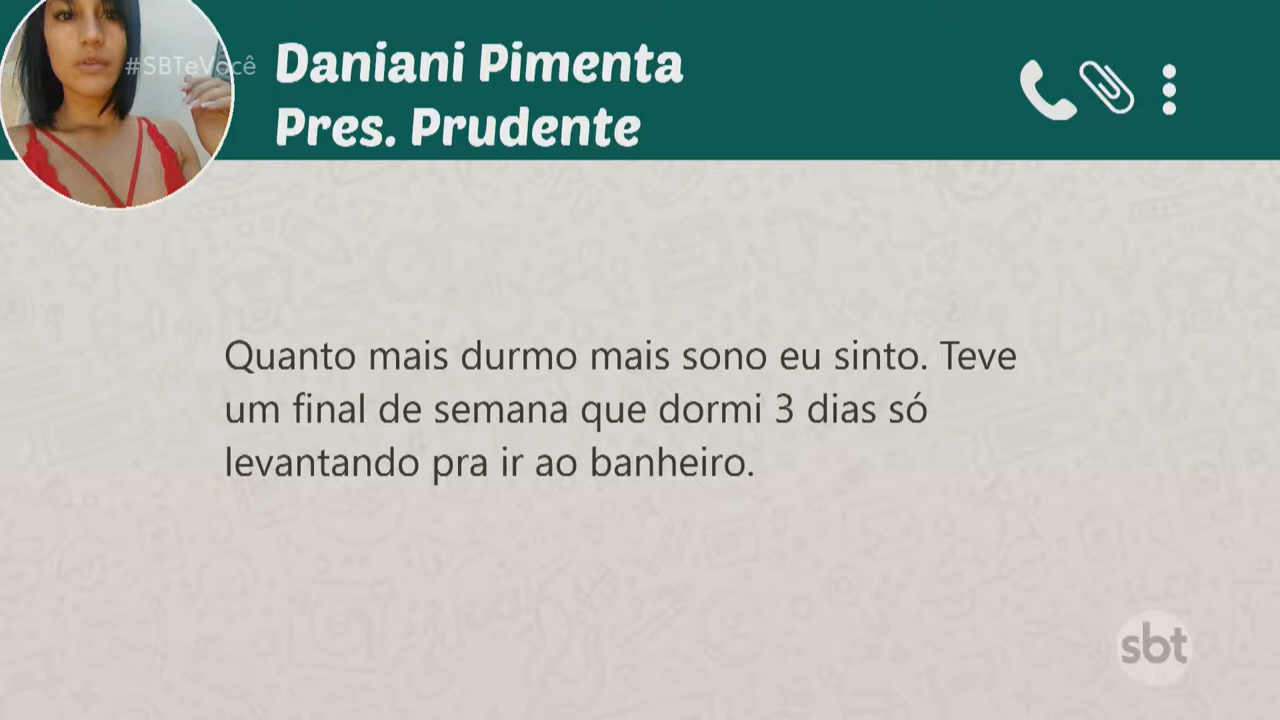 #SBTeVocê
Daniani Pimenta
Pres. Prudente
Quanto mais durmo mais sono eu sinto. Teve
um final de semana que dormi 3 dias só
levantando pra ir ao banheiro.
sbt